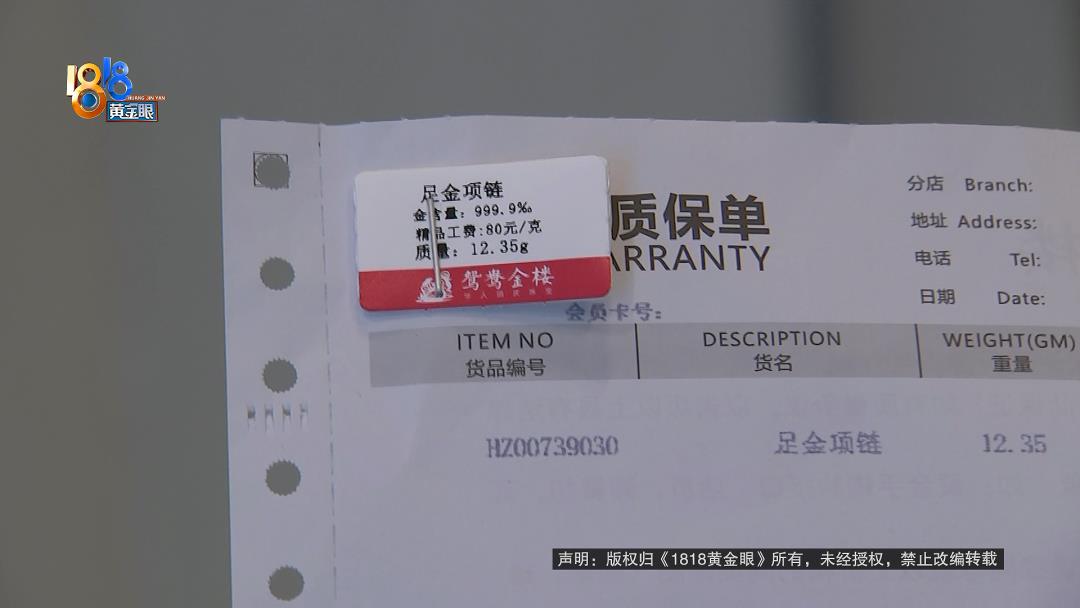 1818
HUANG JIN YAN
黄金眼
足金项链
金含量：999.9‰
精品工费:80元/克
质量：12.35g
鸳鸯金楼
质保单
ARRANTY
分店 Branch:
地址 Address:
电话 Tel:
日期 Date:
会员卡号：
ITEM NO
货品编号
DESCRIPTION
货名
WEIGHT(GM)
重量
HZ00739030 足金项链 12.35
声明：版权归《1818黄金眼》所有，未经授权，禁止改编转载